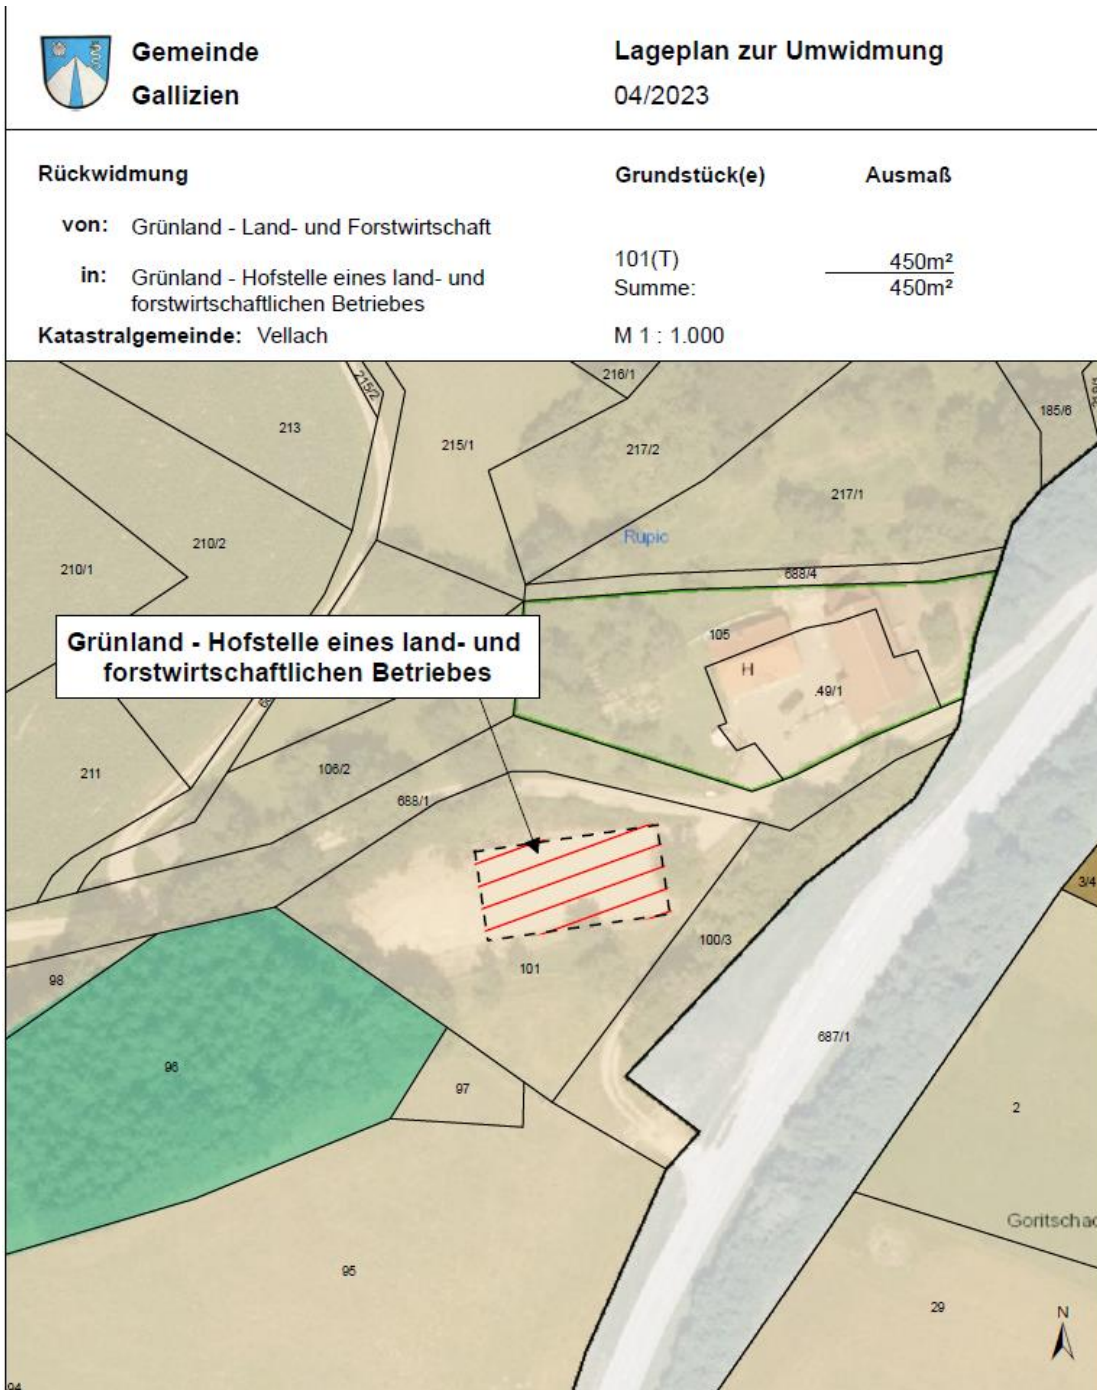 Gemeinde
Gallizien
Lageplan zur Umwidmung
04/2023
Rückwidmung
Grundstück(e)
Ausmaß
von: Grünland - Land- und Forstwirtschaft
in: Grünland - Hofstelle eines land- und
forstwirtschaftlichen Betriebes
101(T)
450m²
Summe:
450m²
Katastralgemeinde: Vellach
M 1 : 1.000
216/1
215/2
185/6
213
215/1
217/2
217/1
Rupic
210/2
210/1
688/4
Grünland - Hofstelle eines land- und
forstwirtschaftlichen Betriebes
105
H
.49/1
211
106/2
688/1
3/4
100/3
101
98
687/1
96
97
2
Goritschac
95
29
N
94